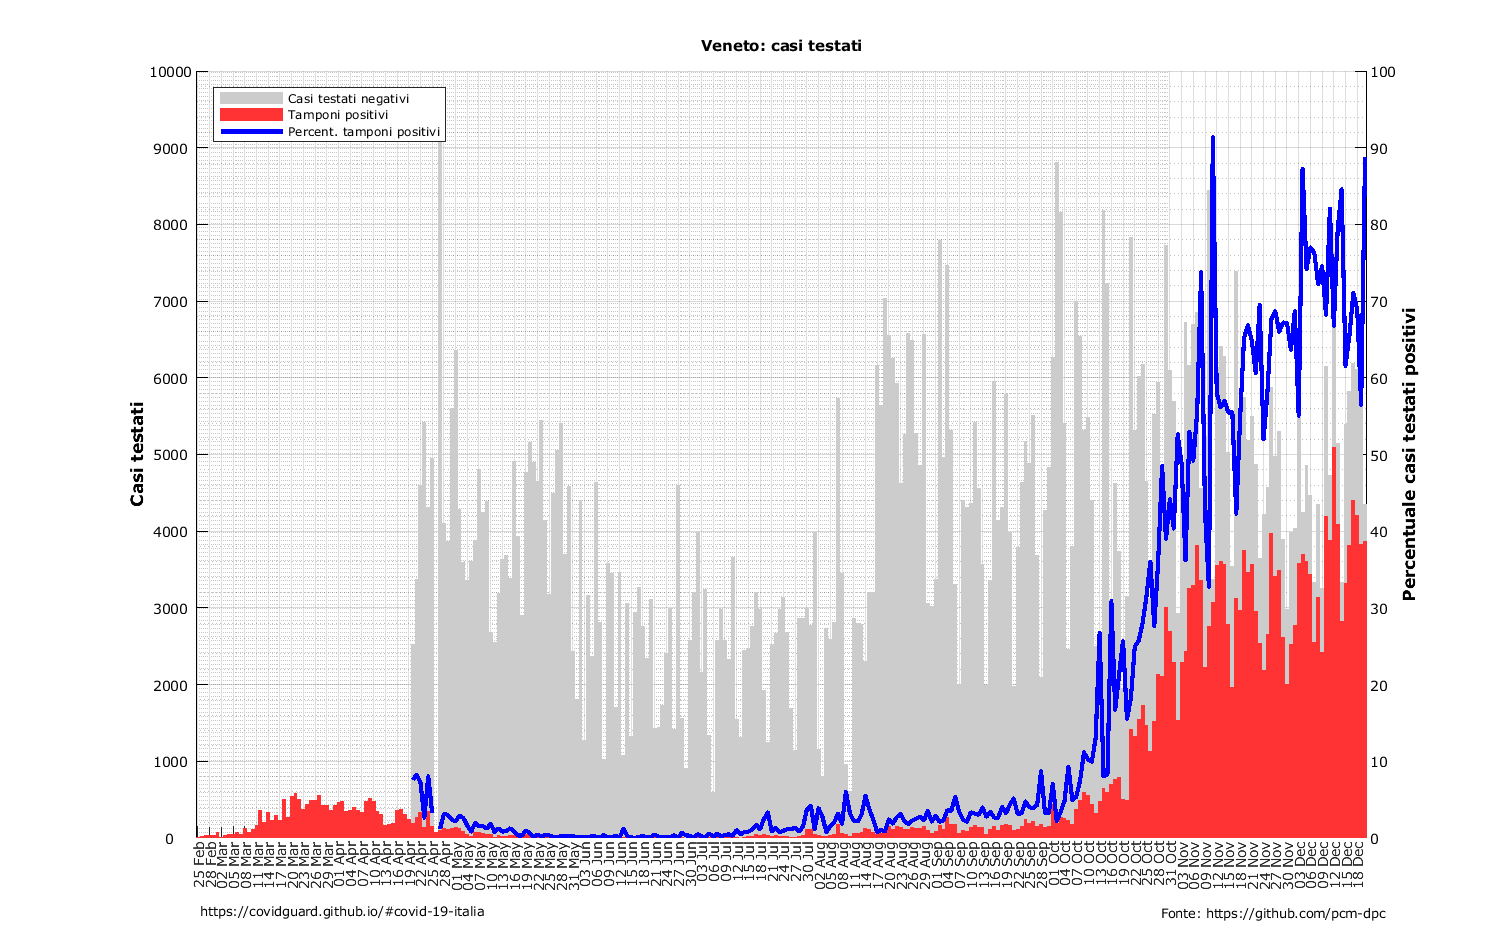 Veneto: casi testati
Casi testati negativi
Tamponi positivi
Percent. tamponi positivi
Casi testati
10000
9000
8000
7000
6000
5000
4000
3000
2000
1000
0
100
90
80
70
60
50
40
30
20
10
0
Percentuale casi testati positivi
25 Feb
28 Feb
02 Mar
05 Mar
08 Mar
11 Mar
14 Mar
17 Mar
20 Mar
23 Mar
26 Mar
29 Mar
01 Apr
04 Apr
07 Apr
10 Apr
13 Apr
16 Apr
19 Apr
22 Apr
25 Apr
28 Apr
01 May
04 May
07 May
10 May
13 May
16 May
19 May
22 May
25 May
28 May
31 May
03 Jun
06 Jun
09 Jun
12 Jun
15 Jun
18 Jun
21 Jun
24 Jun
27 Jun
30 Jun
03 Jul
06 Jul
09 Jul
12 Jul
15 Jul
18 Jul
21 Jul
24 Jul
27 Jul
30 Jul
02 Aug
05 Aug
08 Aug
11 Aug
14 Aug
17 Aug
20 Aug
23 Aug
26 Aug
29 Aug
01 Sep
04 Sep
07 Sep
10 Sep
13 Sep
16 Sep
19 Sep
22 Sep
25 Sep
28 Sep
01 Oct
04 Oct
07 Oct
10 Oct
13 Oct
16 Oct
19 Oct
22 Oct
25 Oct
28 Oct
31 Oct
03 Nov
06 Nov
09 Nov
12 Nov
15 Nov
18 Nov
21 Nov
24 Nov
27 Nov
30 Nov
03 Dec
06 Dec
09 Dec
12 Dec
15 Dec
18 Dec
https://covidguard.github.io/#covid-19-italia
Fonte: https://github.com/pcm-dpc